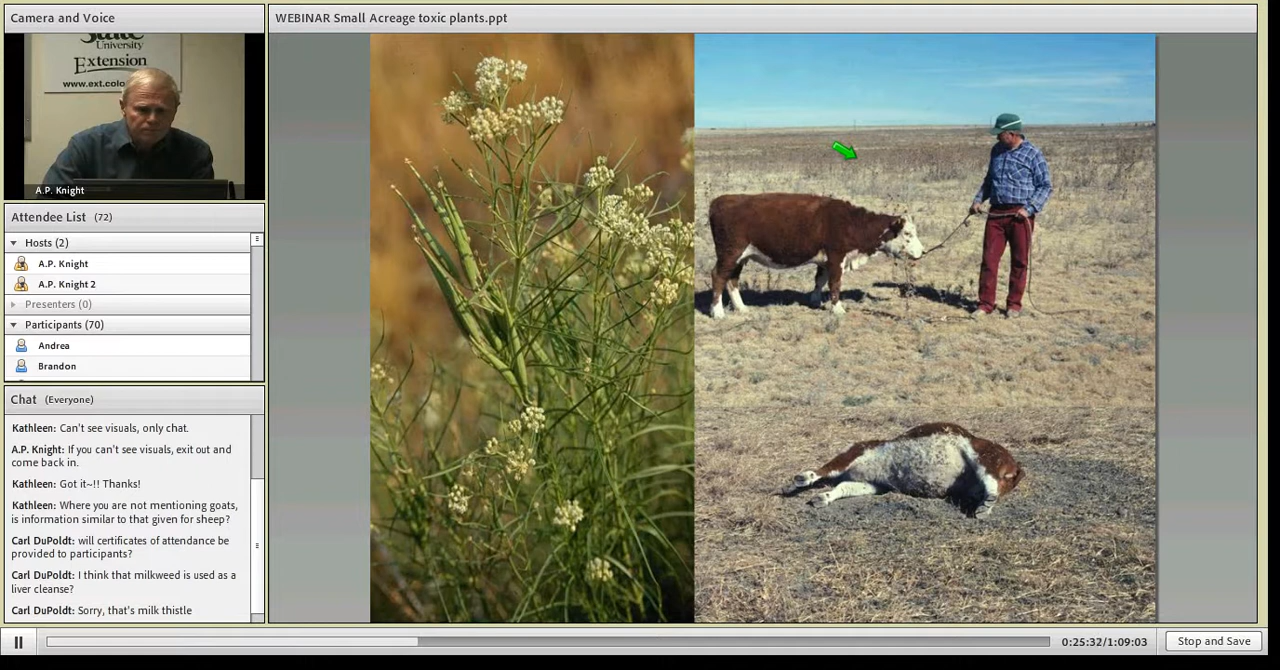 Camera and Voice
State
University
Extension
www.ext.colo
A.P. Knight
Attendee List (72)
Hosts (2)
A.P. Knight
A.P. Knight 2
Presenters (0)
Participants (70)
Andrea
Brandon
Chat (Everyone)
Kathleen: Can't see visuals, only chat.
A.P. Knight: If you can't see visuals, exit out and
come back in.
Kathleen: Got it~!! Thanks!
Kathleen: Where you are not mentioning goats,
is information similar to that given for sheep?
Carl DuPoldt: will certificates of attendance be
provided to participants?
Carl DuPoldt: I think that milkweed is used as a
liver cleanse?
Carl DuPoldt: Sorry, that's milk thistle
WEBINAR Small Acreage toxic plants.ppt
0:25:32/1:09:03
Stop and Save